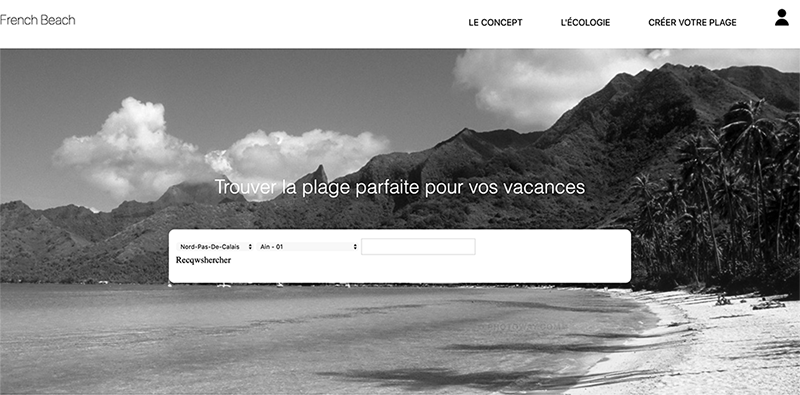 French Beach
LE CONCEPT L'ÉCOLOGIE CRÉER VOTRE PLAGE
Trouver la plage parfaite pour vos vacances
Nord-Pas-De-Calais Ain - 01
Recqwshercher